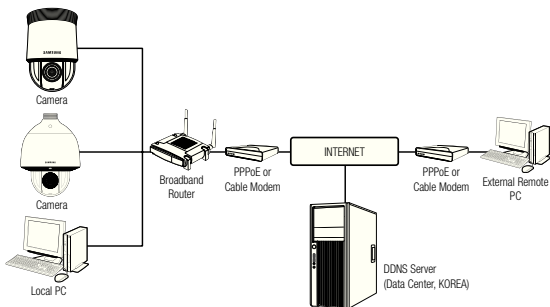 SAMSUNG
Camera
SAMSUNG
Camera
Local PC
Broadband
Router
PPPoE or
Cable Modem
INTERNET
DDNS Server
(Data Center, KOREA)
PPPoE or
Cable Modem
External Remote
PC